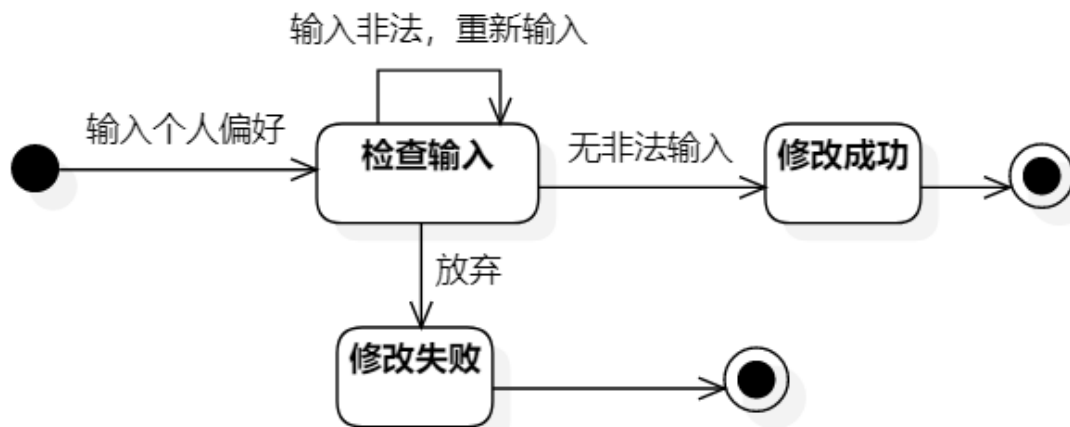 输入非法，重新输入
输入个人偏好
检查输入
无非法输入
修改成功
放弃
修改失败